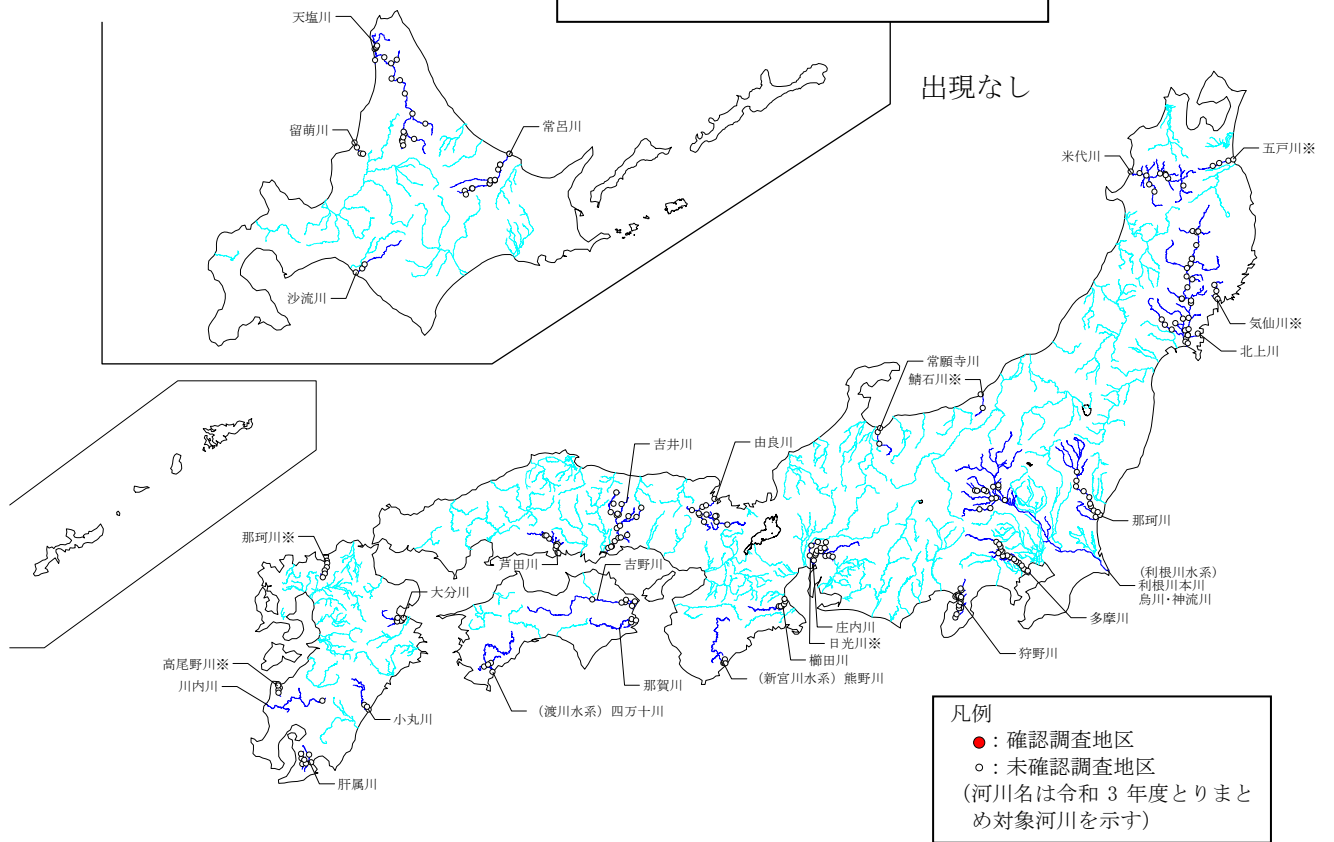 天塩川
出現なし
留萌川
常呂川
米代川
五戸川※
沙流川
気仙川※
北上川
常願寺川
鯖石川※
吉井川
由良川
那珂川
那珂川※
芦田川
吉野川
大分川
(利根川水系)
利根川本川
烏川・神流川
多摩川
庄内川
日光川※
狩野川
櫛田川
高尾野川※
(新宮川水系) 熊野川
川内川
那賀川
(渡川水系) 四万十川
小丸川
肝属川
凡例
●：確認調査地区
○：未確認調査地区
(河川名は令和 3 年度とりまと
め対象河川を示す)